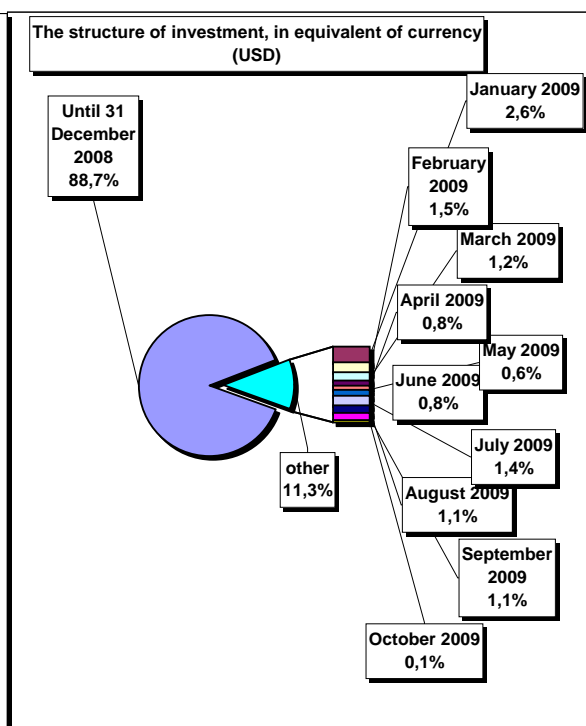 The structure of investment, in equivalent of currency
(USD)
Until 31
December
2008
88,7%
January 2009
2,6%
February
2009
1,5%
March 2009
1,2%
April 2009
0,8%
May 2009
0,6%
June 2009
0,8%
July 2009
1,4%
other
11,3%
August 2009
1,1%
September
2009
1,1%
October 2009
0,1%